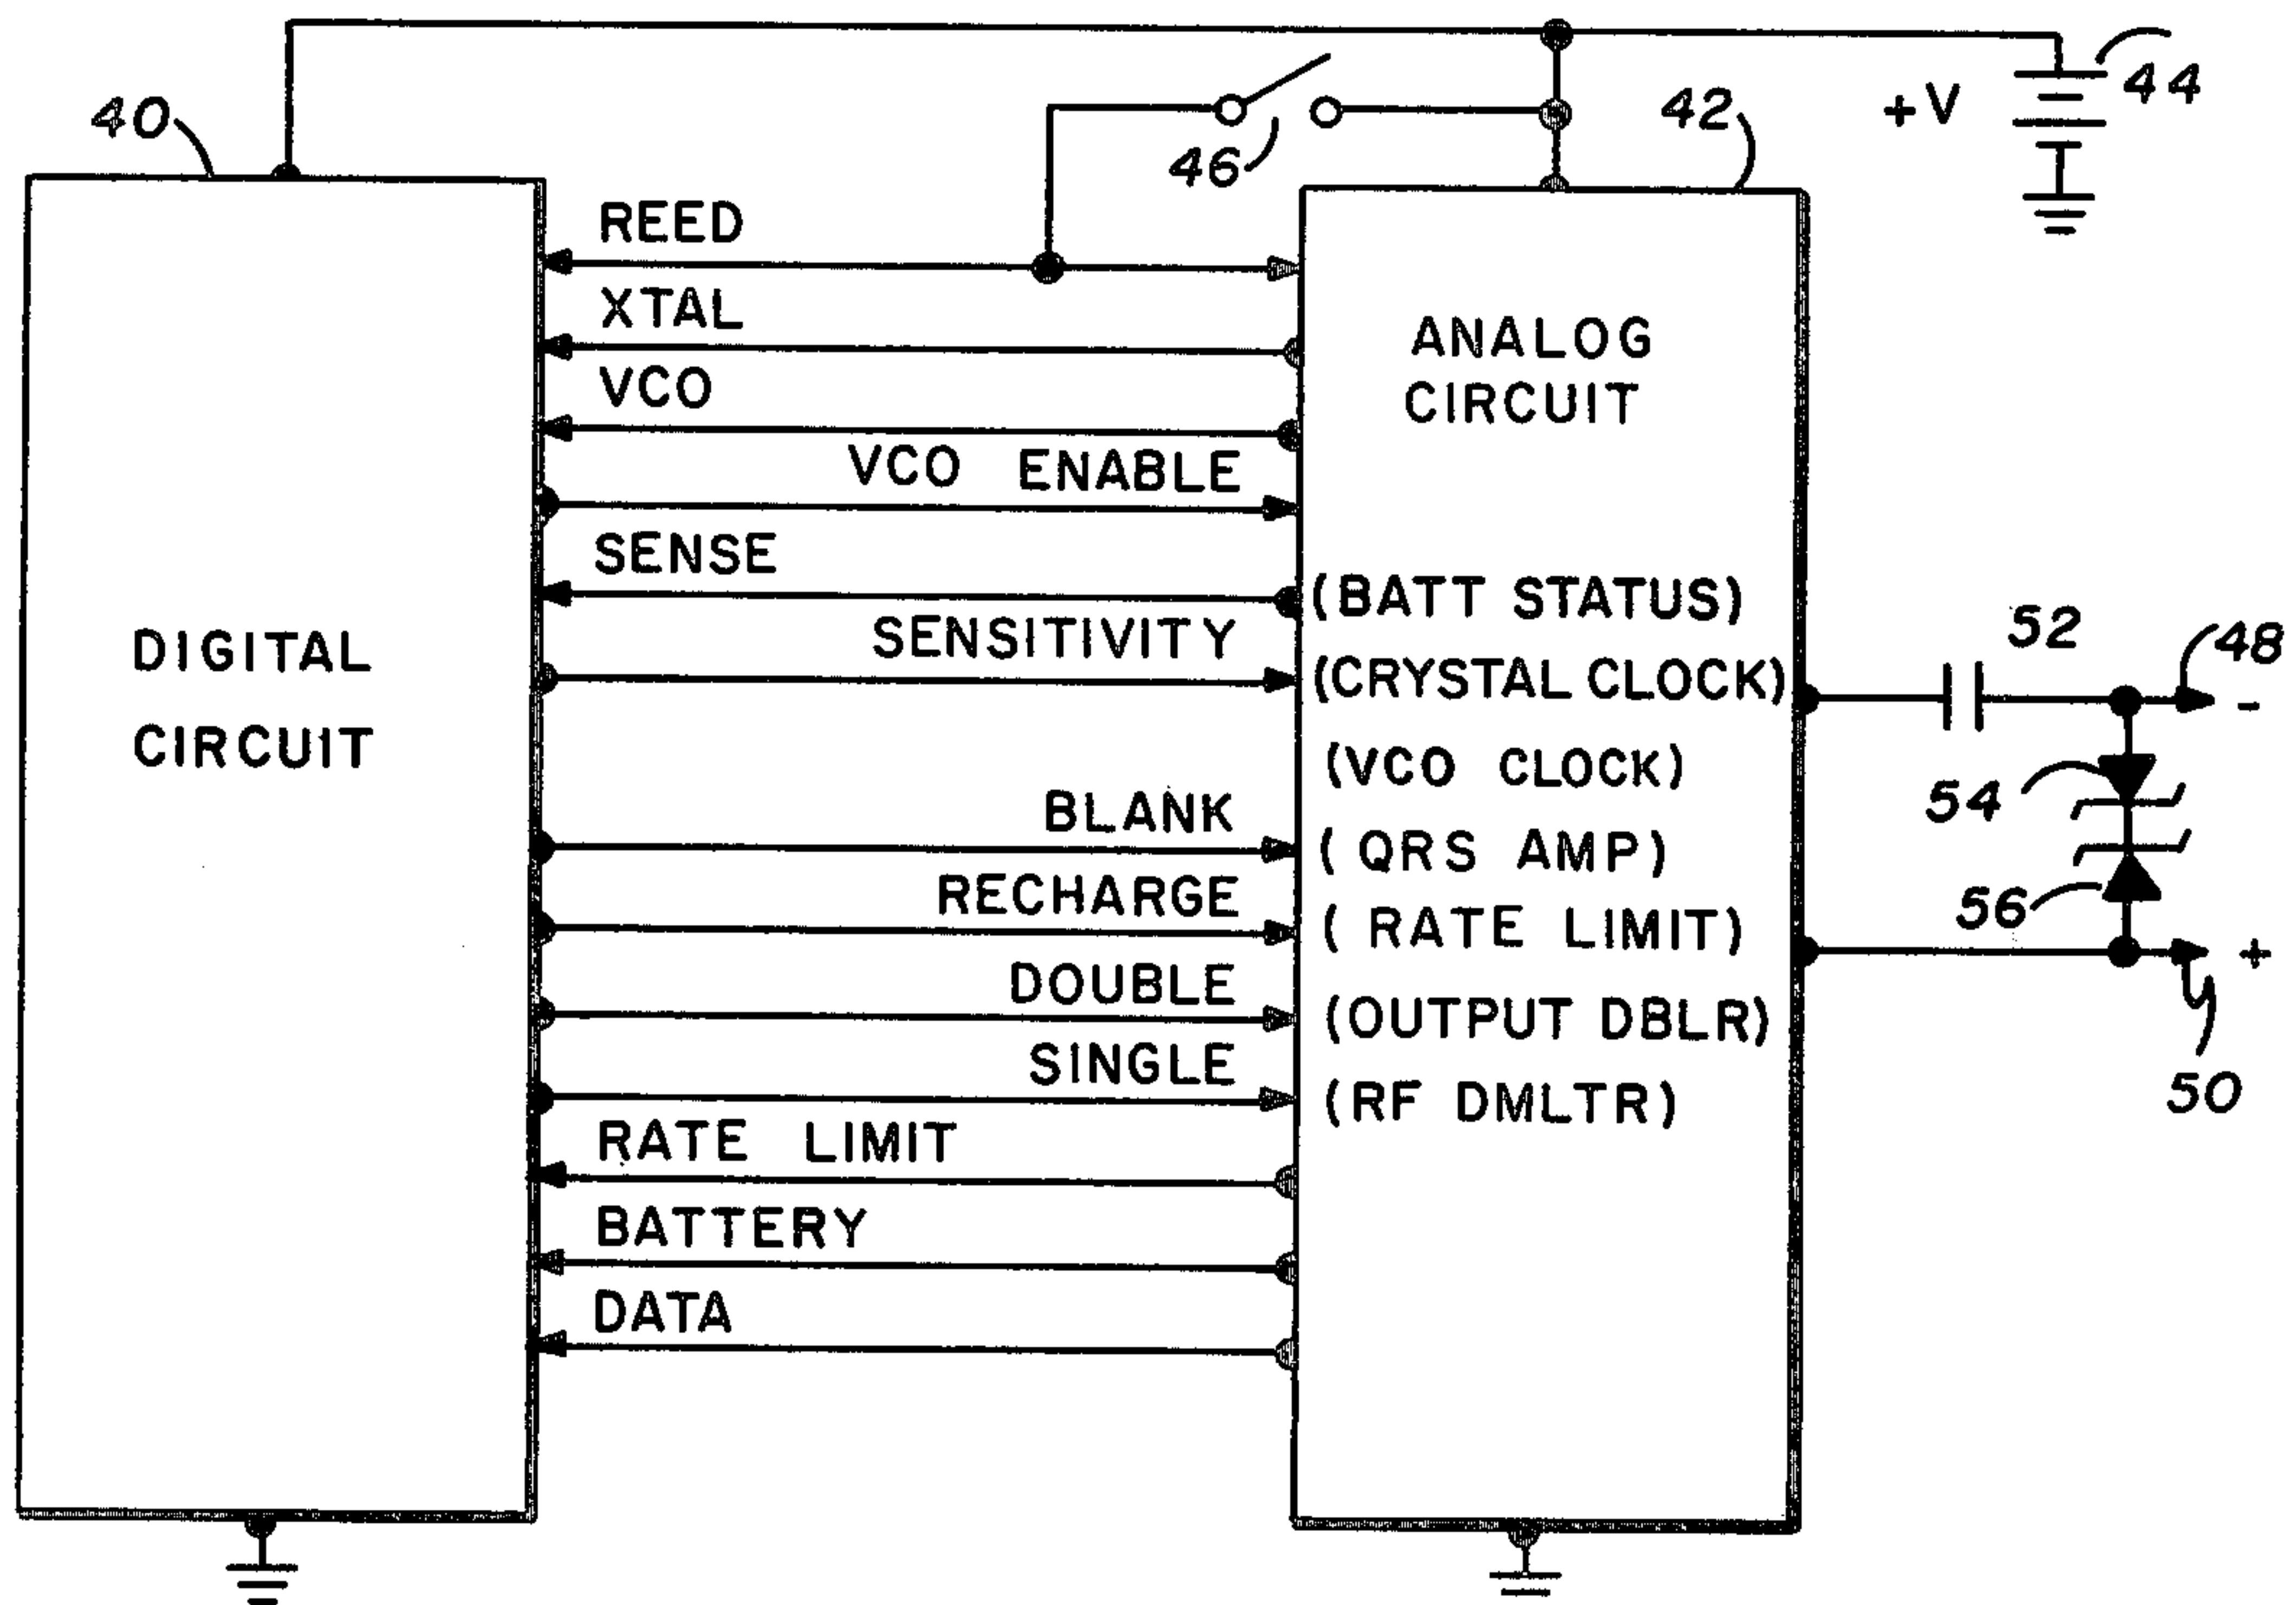 44
+V
40
42
46
REED
XTAL
ANALOG
CIRCUIT
VCO
VCO ENABLE
SENSE
(BATT STATUS)
SENSITIVITY
(CRYSTAL CLOCK)
52
48
DIGITAL
CIRCUIT
-
(VCO CLOCK)
54
BLANK
(QRS AMP)
RECHARGE
56
(RATE LIMIT)
+
DOUBLE
(OUTPUT DBLR)
SINGLE
(RF DMLTR)
50
RATE LIMIT
BATTERY
DATA